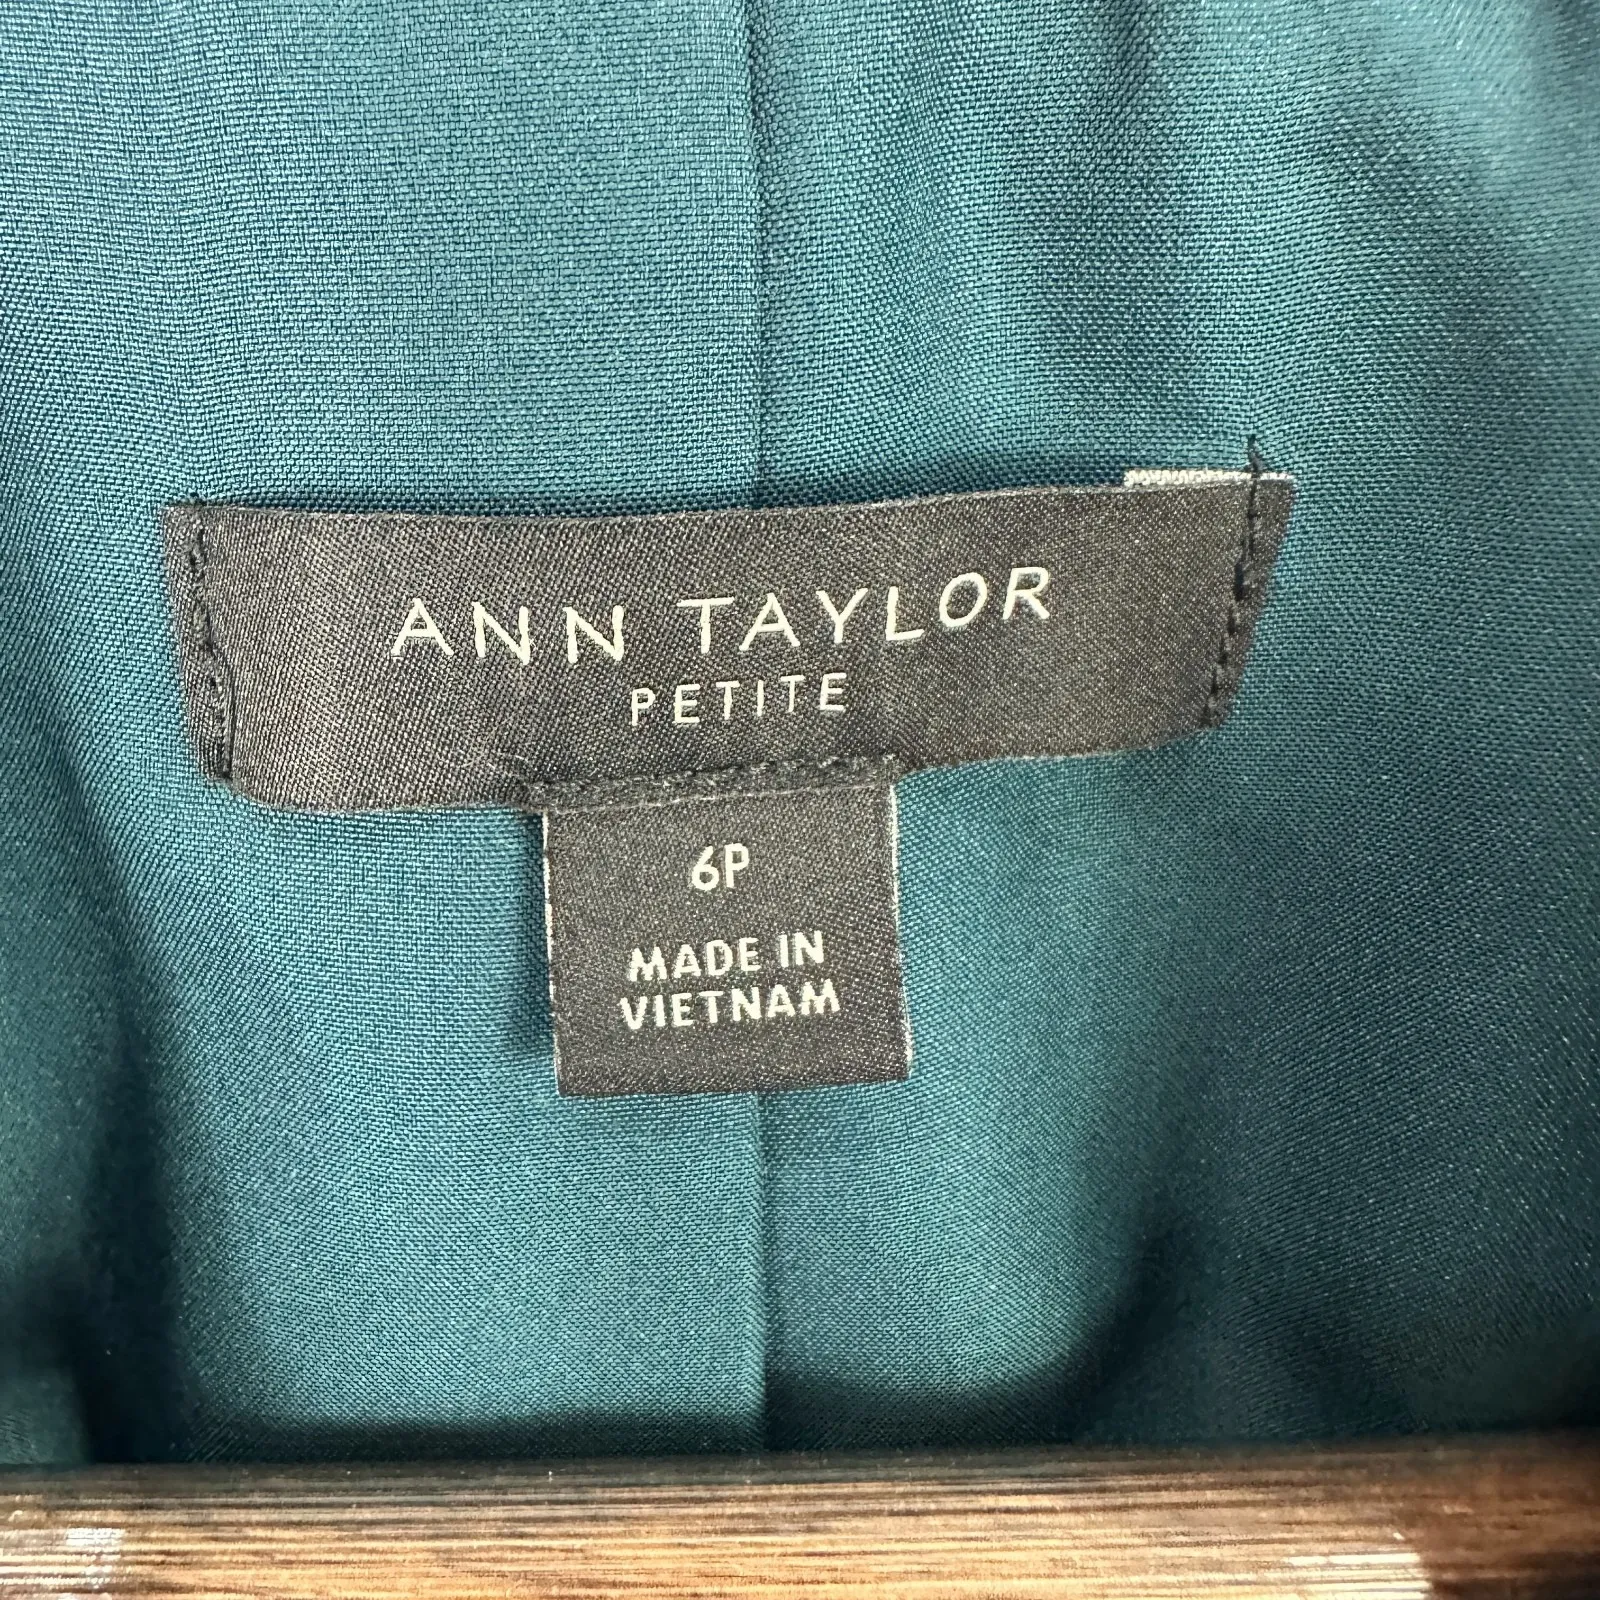 ANN TAYLOR
PETITE
6P
MADE IN
VIETNAM